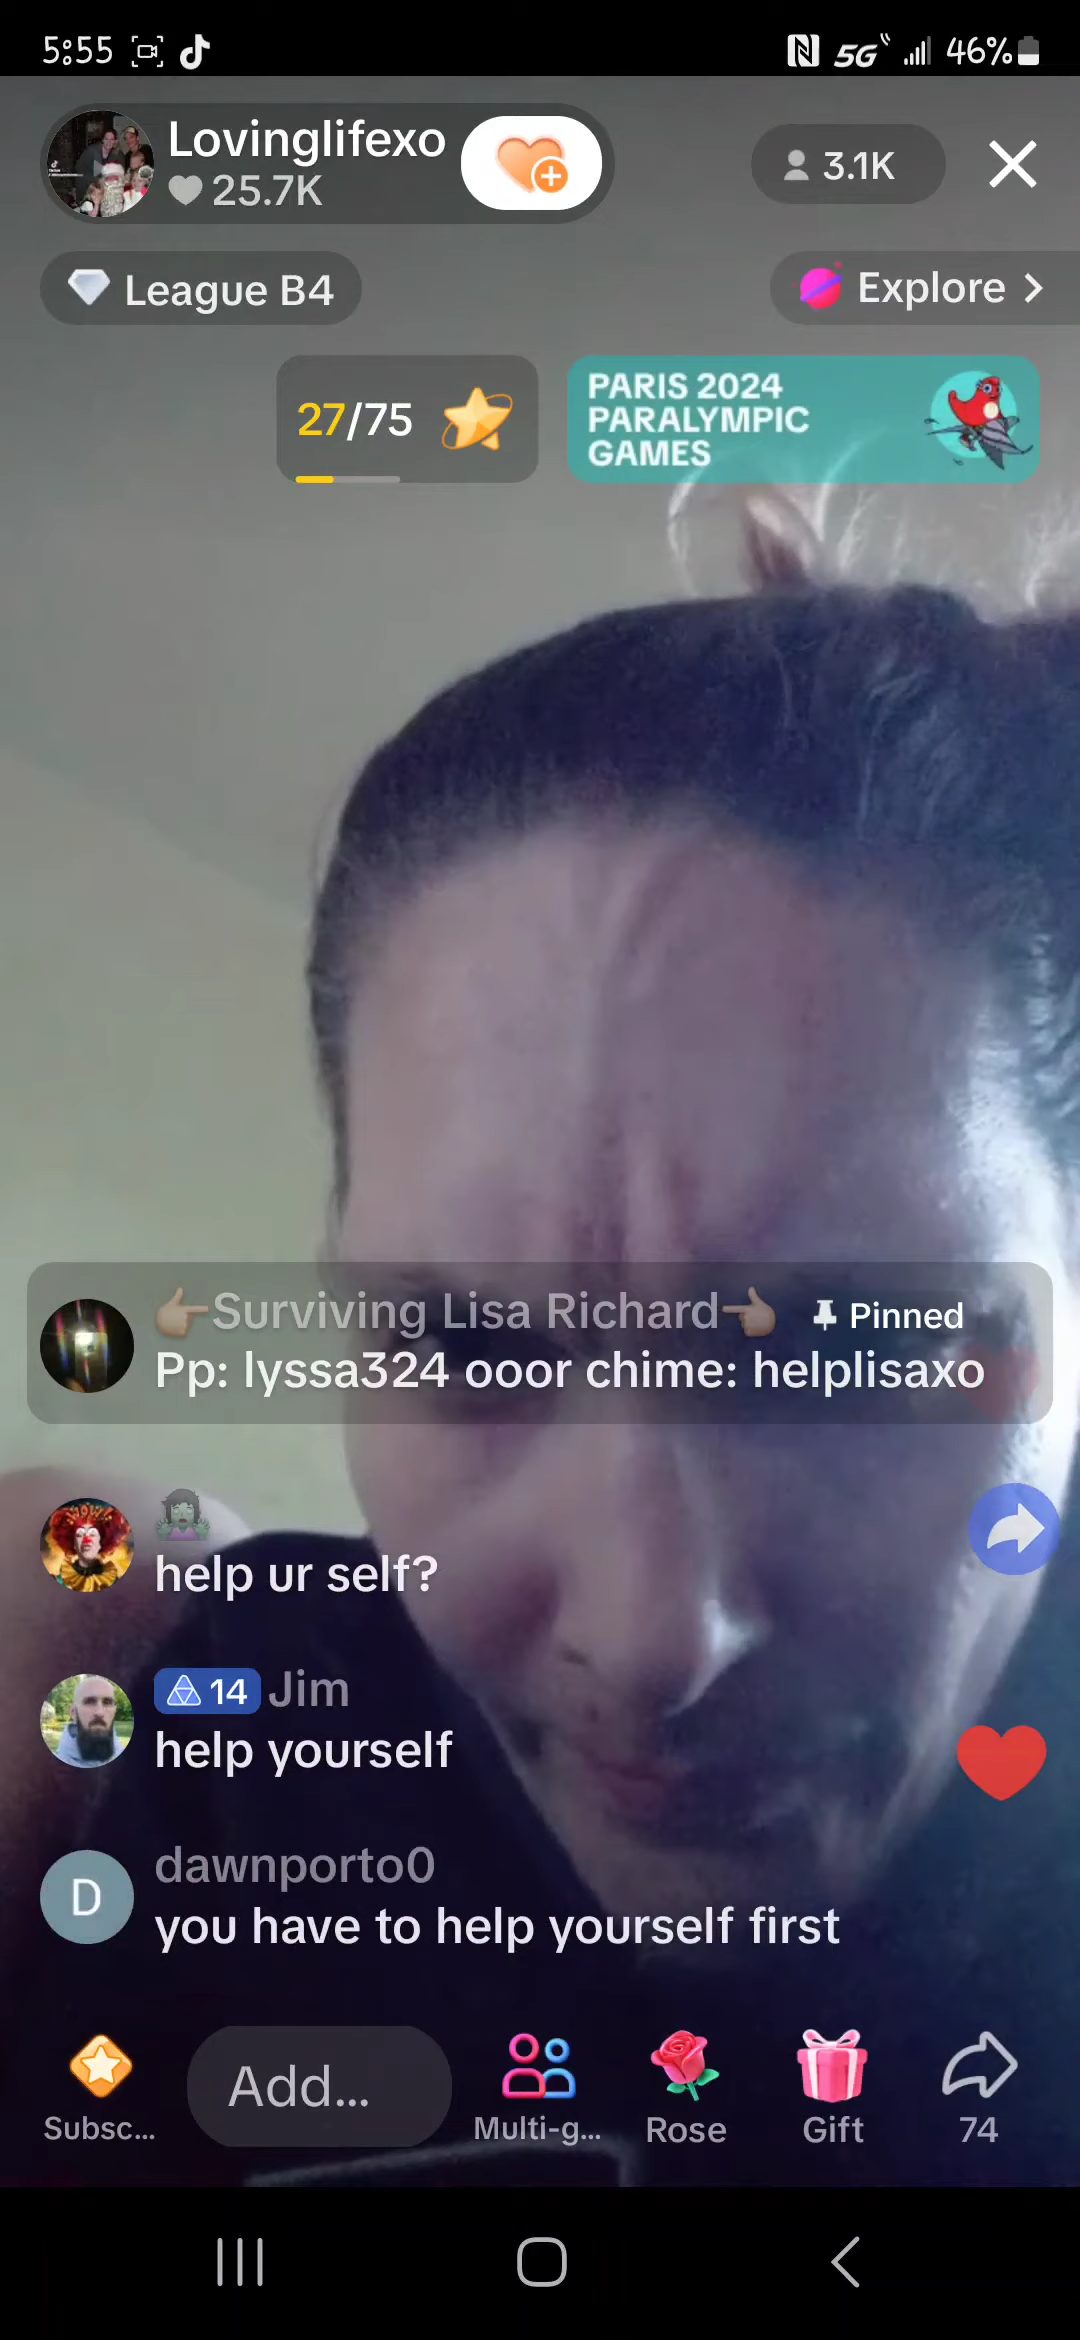 5:55
5G 46%
Lovinglifexo
25.7K
3.1K
League B4
Explore
27/75
PARIS 2024
PARALYMPIC
GAMES
👉Surviving Lisa Richard👈 Pinned
Pp: lyssa324 ooor chime: helplisaxo
help ur self?
14 Jim
help yourself
D
dawnporto0
you have to help yourself first
Subsc...
Add...
Multi-g...
Rose
Gift
74